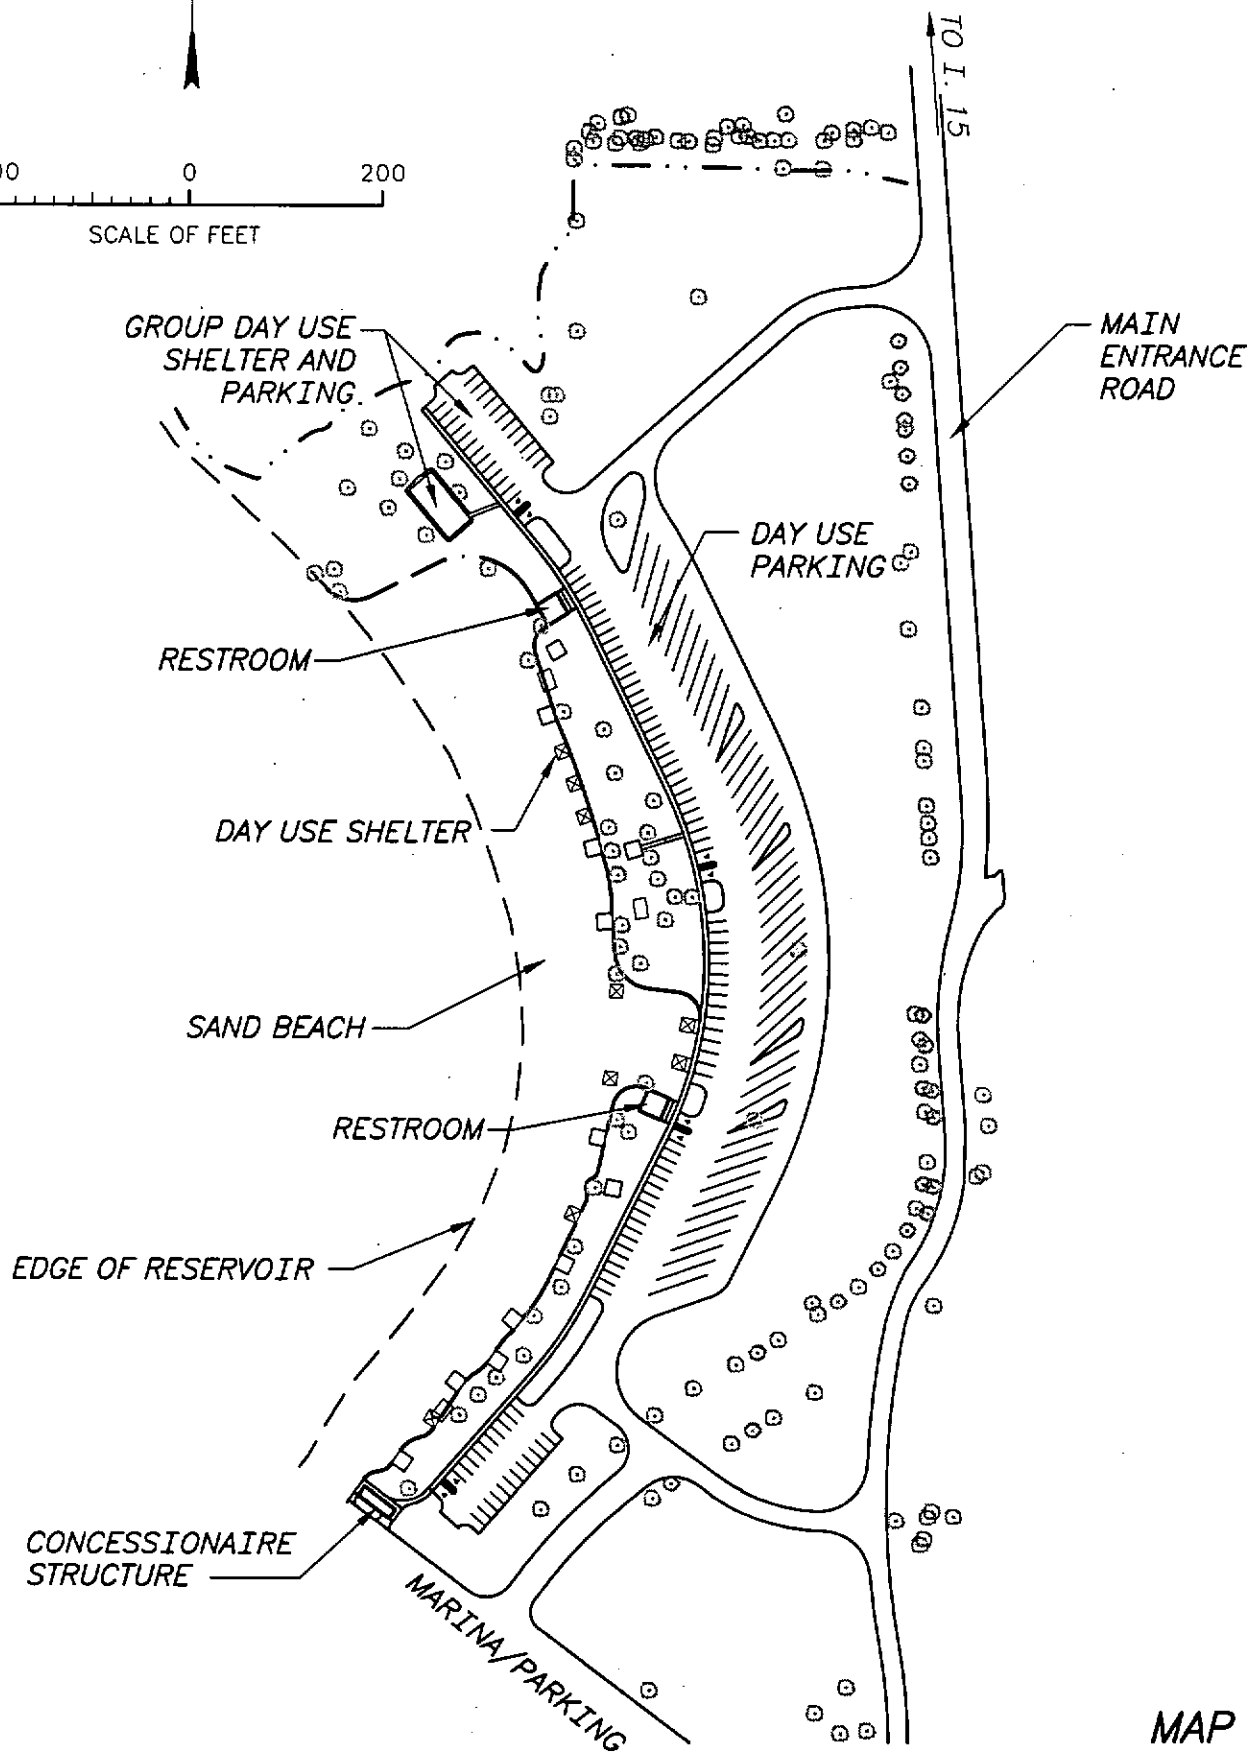 TO I. 15
00 0 200
SCALE OF FEET
GROUP DAY USE
SHELTER AND
PARKING
MAIN
ENTRANCE
ROAD
DAY USE
PARKING
RESTROOM
DAY USE SHELTER
SAND BEACH
RESTROOM
EDGE OF RESERVOIR
CONCESSIONAIRE
STRUCTURE
MARINA/PARKING
MAP